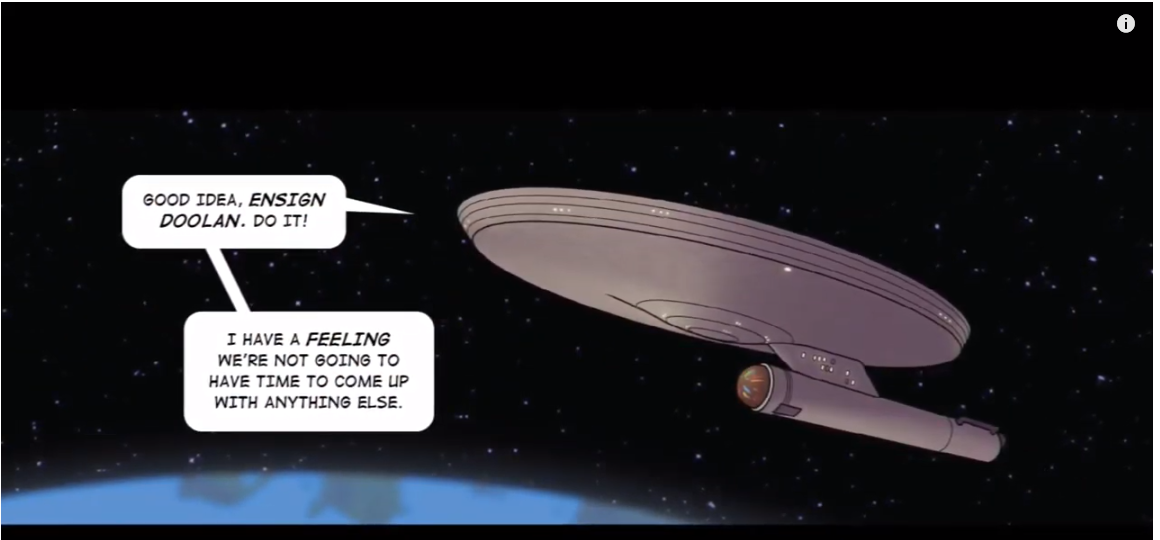 GOOD IDEA, ENSIGN
DOOLAN. DO IT!
I HAVE A FEELING
WE'RE NOT GOING TO
HAVE TIME TO COME UP
WITH ANYTHING ELSE.